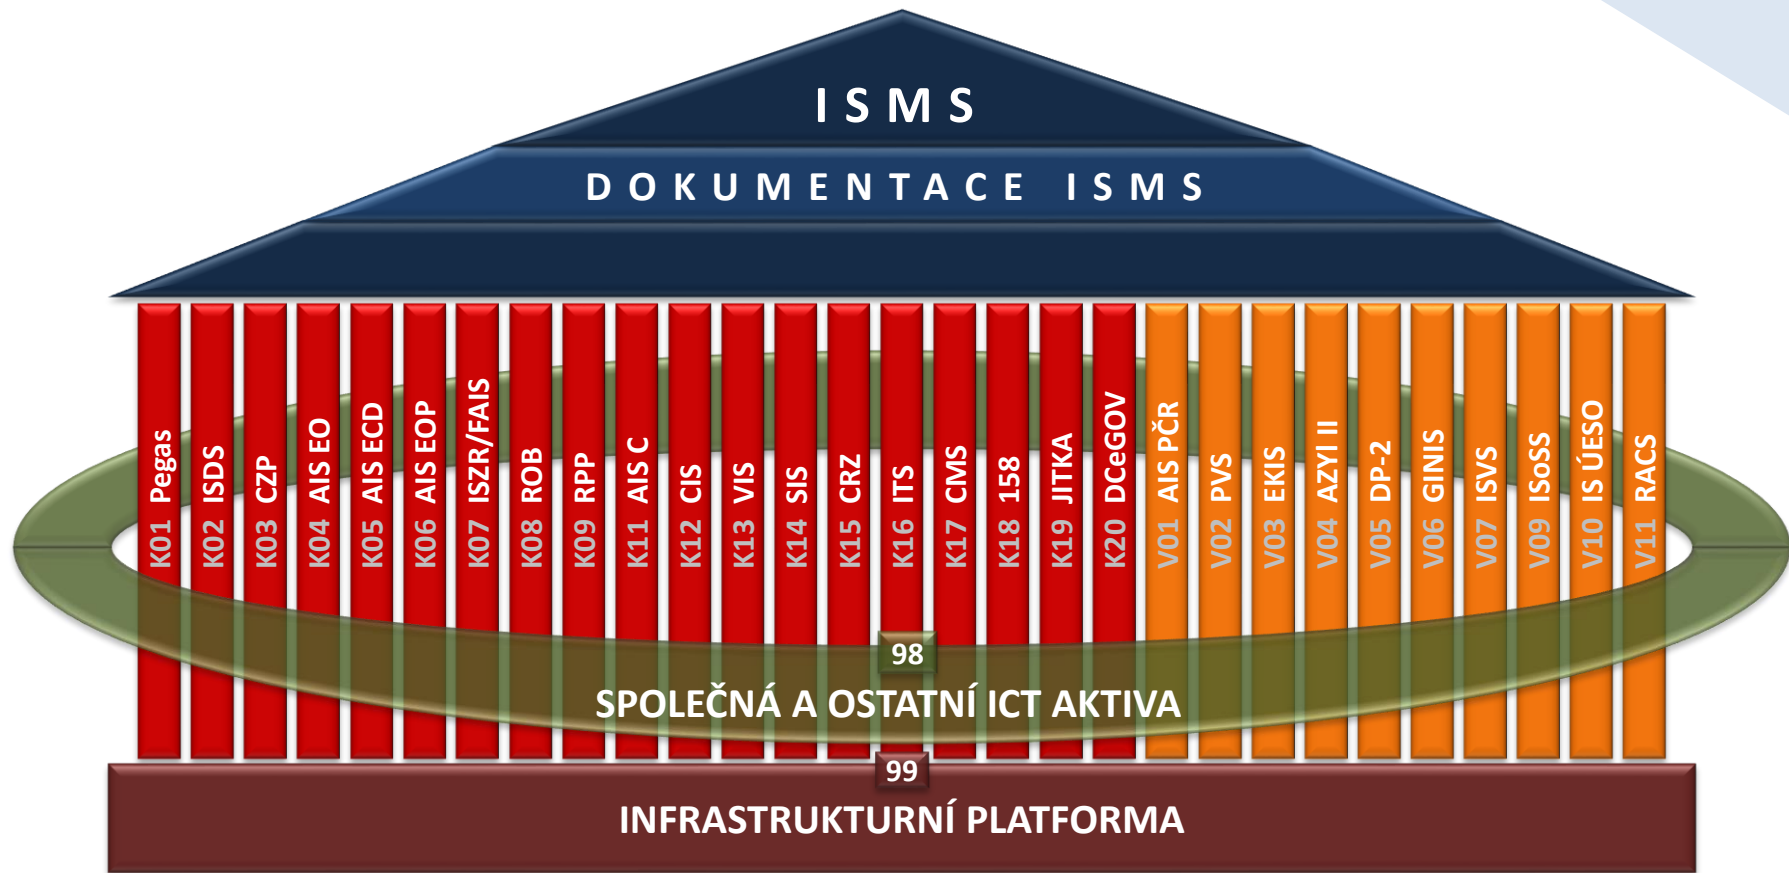 ISMS
DOKUMENTACE ISMS
K01 Pegas
K02 ISDS
K03 CZP
K04 AIS EO
K05 AIS ECD
K06 AIS EOP
K07 ISZR/FAIS
K08 ROB
K09 RPP
K11 AIS C
K12 CIS
K13 VIS
K14 SIS
K15 CRZ
K16 ITS
K17 CMS
K18 158
K19 JITKA
K20 DCeGOV
V01 AIS PČR
V02 PVS
V03 EKIS
V04 AZYI II
V05 DP-2
V06 GINIS
V07 ISVS
V09 ISoSS
V10 IS ÚESO
V11 RACS
98
SPOLEČNÁ A OSTATNÍ ICT AKTIVA
99
INFRASTRUKTURNÍ PLATFORMA